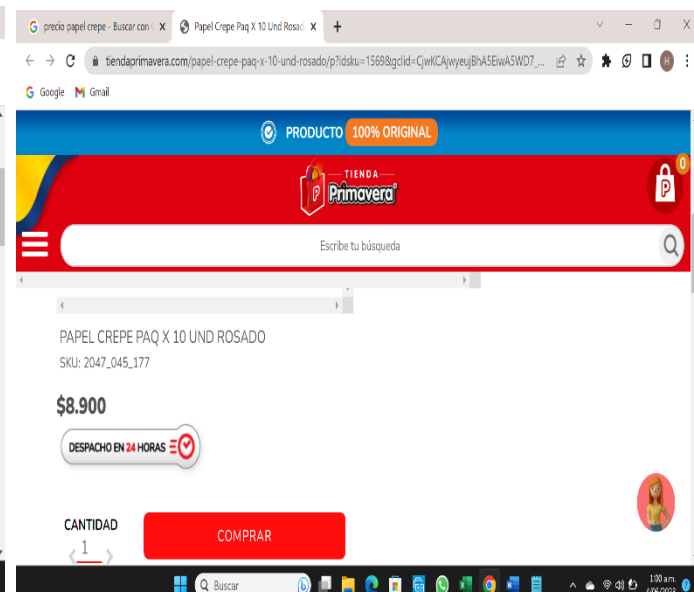 precio papel crepe - Buscar con
Papel Crepe Paq X 10 Und Rosad
tiendaprimavera.com/papel-crepe-paq-x-10-und-rosado/p?idsku=1569&gclid=CjwKCAjwyeujBhA5EiwA5WD7_...
H
Google
Gmail
PRODUCTO 100% ORIGINAL
TIENDA
Primavera
0
P
Escribe tu búsqueda
PAPEL CREPE PAQ X 10 UND ROSADO
SKU: 2047_045_177
$8.900
DESPACHO EN 24 HORAS
CANTIDAD
1
COMPRAR
Buscar
1:00 a.m.